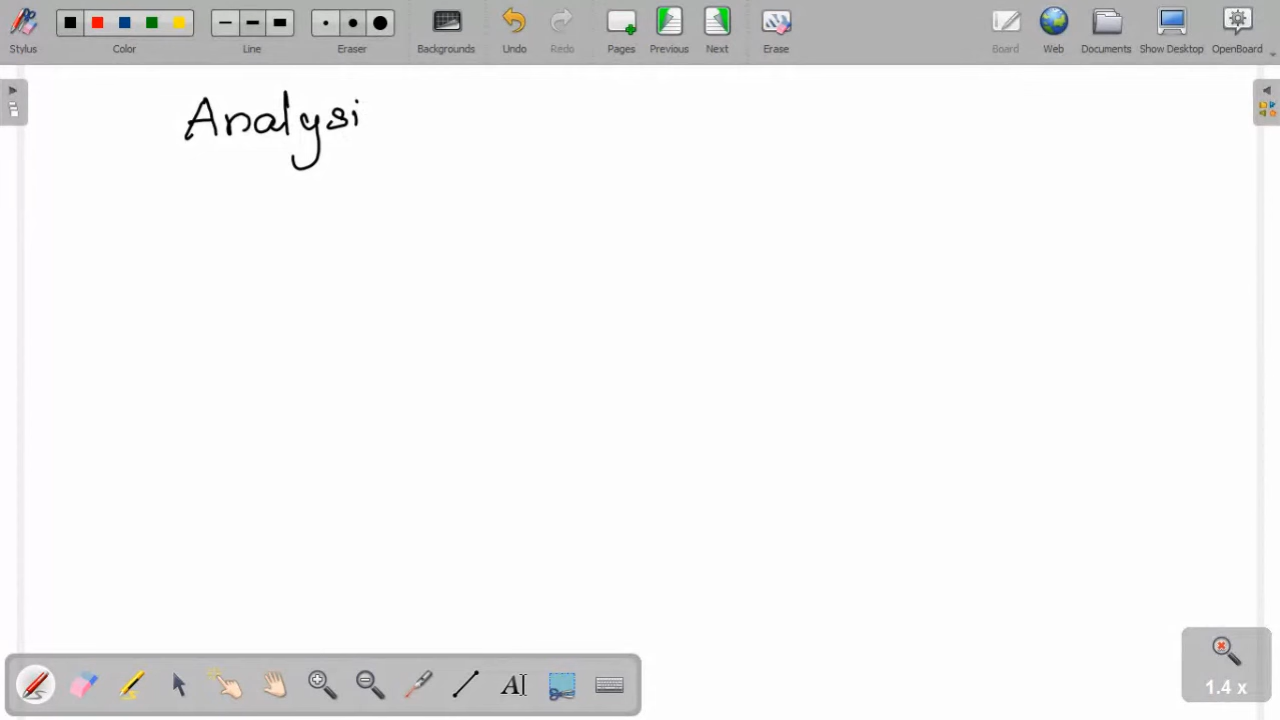 Stylus Color Line Eraser Backgrounds Undo Redo Pages Previous Next Erase Board Web Documents Show Desktop OpenBoard
Analysi
1.4 x